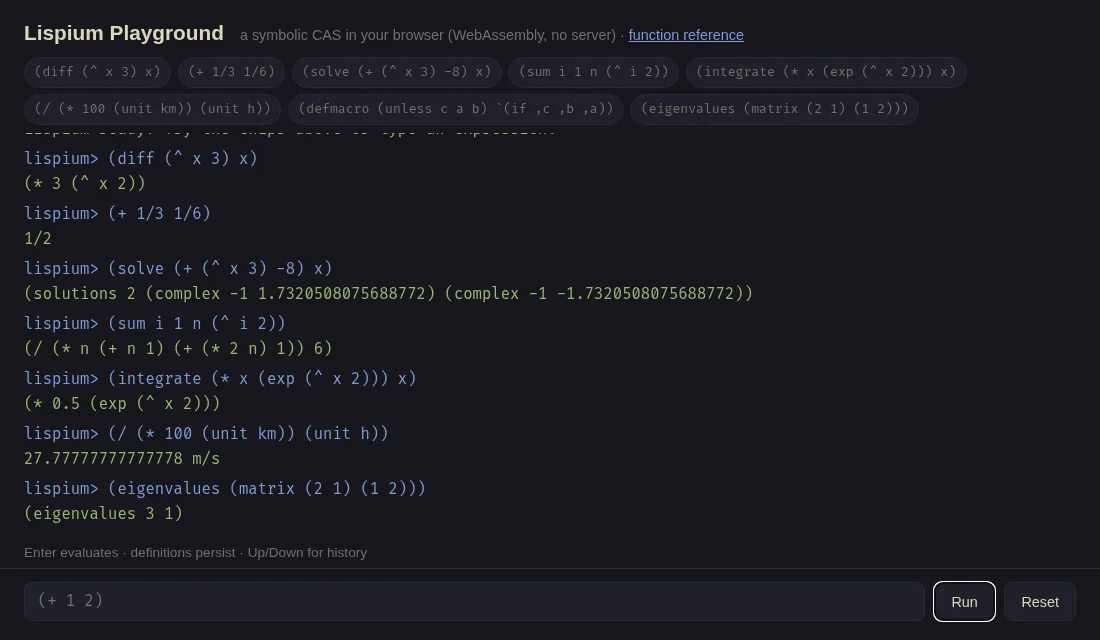 Lispium Playground a symbolic CAS in your browser (WebAssembly, no server) · function reference
(diff (^ x 3) x) (+ 1/3 1/6) (solve (+ (^ x 3) -8) x) (sum i 1 n (^ i 2)) (integrate (* x (exp (^ x 2))) x)
(/ (* 100 (unit km)) (unit h)) (defmacro (unless c a b) `(if ,c ,b ,a)) (eigenvalues (matrix (2 1) (1 2)))
lispium> (diff (^ x 3) x)
(* 3 (^ x 2))
lispium> (+ 1/3 1/6)
1/2
lispium> (solve (+ (^ x 3) -8) x)
(solutions 2 (complex -1 1.7320508075688772) (complex -1 -1.7320508075688772))
lispium> (sum i 1 n (^ i 2))
(/ (* n (+ n 1) (+ (* 2 n) 1)) 6)
lispium> (integrate (* x (exp (^ x 2))) x)
(* 0.5 (exp (^ x 2)))
lispium> (/ (* 100 (unit km)) (unit h))
27.77777777777778 m/s
lispium> (eigenvalues (matrix (2 1) (1 2)))
(eigenvalues 3 1)
Enter evaluates · definitions persist · Up/Down for history
(+ 1 2) Run Reset